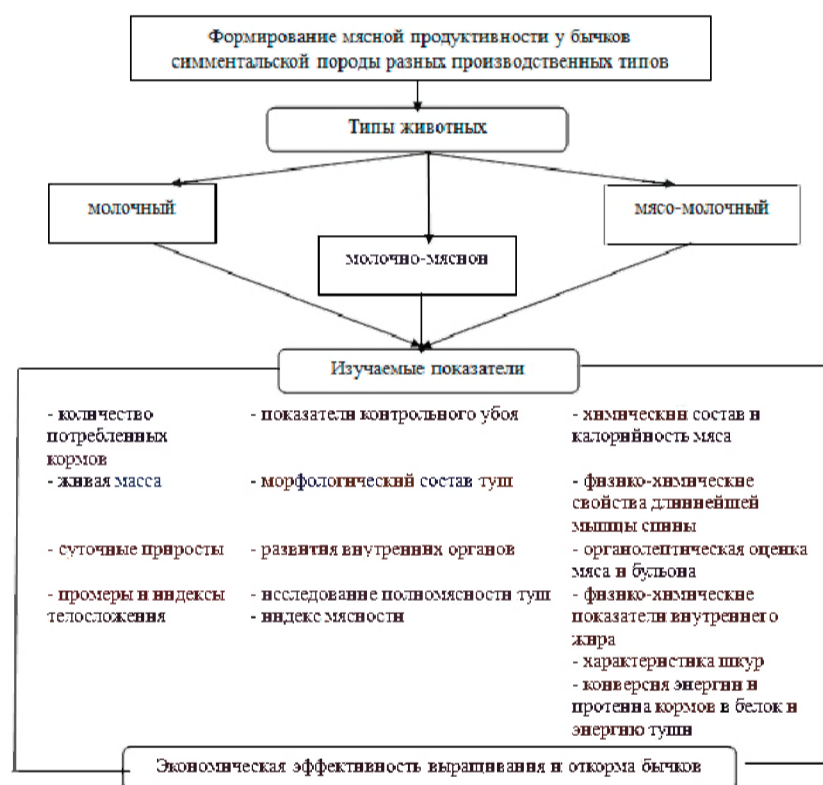 Формирование мясной продуктивности у бычков
симментальской породы разных производственных типов
Типы животных
молочный
мясо-молочный
молочно-мясной
Изучаемые показатели
- количество
потребленных
кормов
- живая масса
- суточные приросты
- промеры и индексы
телосложения
- показатели контрольного убоя
- морфологический состав туш
- развития внутренних органов
- исследование полномясности туш
- индекс мясности
- химический состав и
калорийность мяса
- физико-химические
свойства длиннейшей
мышцы спины
- органолептическая оценка
мяса и бульона
- физико-химические
показатели внутреннего
жира
- характеристика шкур
- конверсия энергии и
протеина кормов в белок и
энергию туши
Экономическая эффективность выращивания и откорма бычков